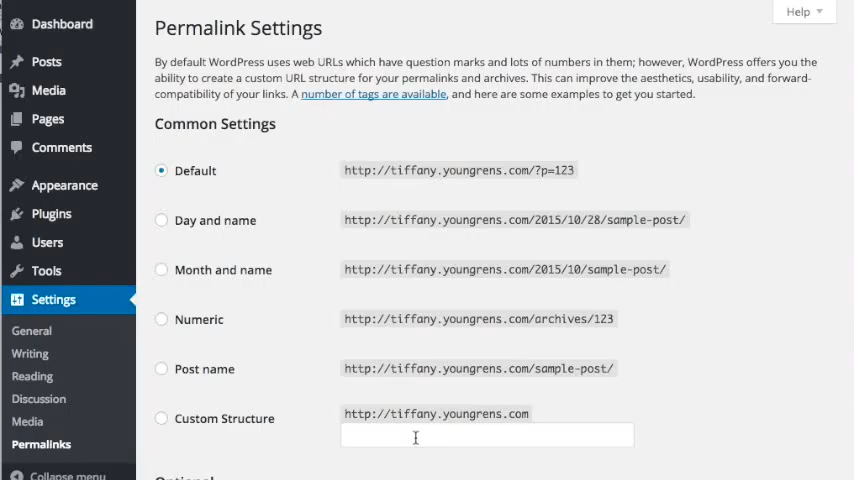 Dashboard
Posts
Media
Pages
Comments
Appearance
Plugins
Users
Tools
Settings
General
Writing
Reading
Discussion
Media
Permalinks
Collapse menu
Help
Permalink Settings
By default WordPress uses web URLs which have question marks and lots of numbers in them; however, WordPress offers you the
ability to create a custom URL structure for your permalinks and archives. This can improve the aesthetics, usability, and forward-
compatibility of your links. A number of tags are available, and here are some examples to get you started.
Common Settings
Default http://tiffany.youngrens.com/?p=123
Day and name http://tiffany.youngrens.com/2015/10/28/sample-post/
Month and name http://tiffany.youngrens.com/2015/10/sample-post/
Numeric http://tiffany.youngrens.com/archives/123
Post name http://tiffany.youngrens.com/sample-post/
Custom Structure http://tiffany.youngrens.com
Optional